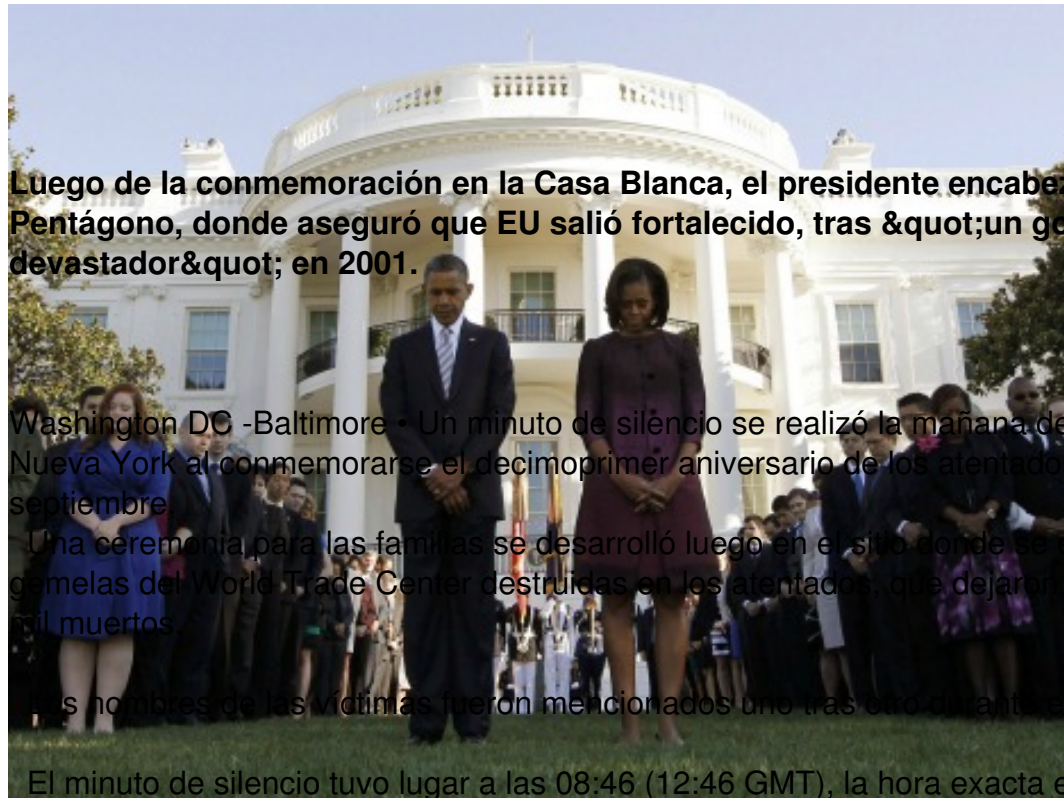 Luego de la conmemoración en la Casa Blanca, el presidente
Pentágono, donde aseguró que EU salió fortalecido, tras &quot;un
devastador&quot; en 2001.
Washington DC -Baltimore • Un minuto de silencio se realizó la mañana de
Nueva York al conmemorarse el decimoprimer aniversario de los
septiembre.
Una ceremonia para las familias se desarrolló luego en el sitio donde se
gemelas del World Trade Center destruidas en los atentados, que dejaron
mil muertos.
Los nombres de las víctimas fueron mencionados uno tras otro durante
El minuto de silencio tuvo lugar a las 08:46 (12:46 GMT), la hora exacta